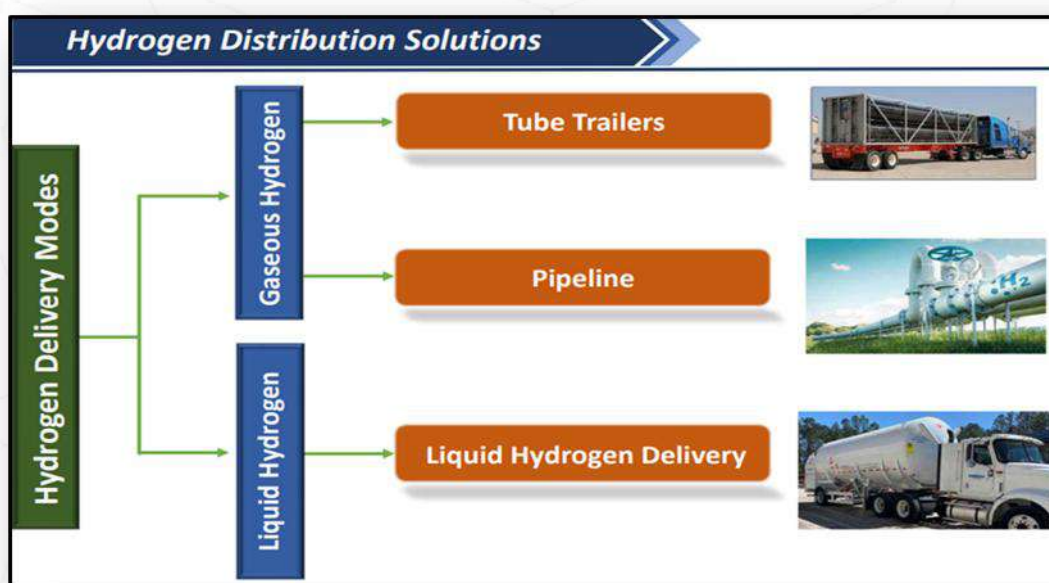 Hydrogen Distribution Solutions
Hydrogen Delivery Modes
Gaseous Hydrogen
Tube Trailers
Pipeline
H2
Liquid Hydrogen
Liquid Hydrogen Delivery